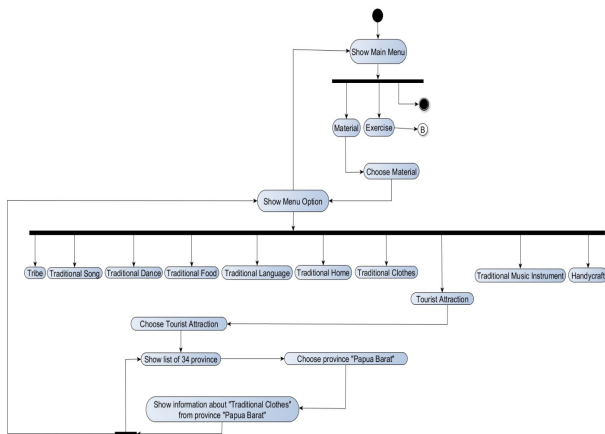 Show Main Menu
Material
Exercise
B
Choose Material
Show Menu Option
Tribe
Traditional Song
Traditional Dance
Traditional Food
Traditional Language
Traditional Home
Traditional Clothes
Traditional Music Instrument
Handycraft
Tourist Attraction
Choose Tourist Attraction
Show list of 34 province
Choose province "Papua Barat"
Show information about "Traditional Clothes"
from province "Papua Barat"